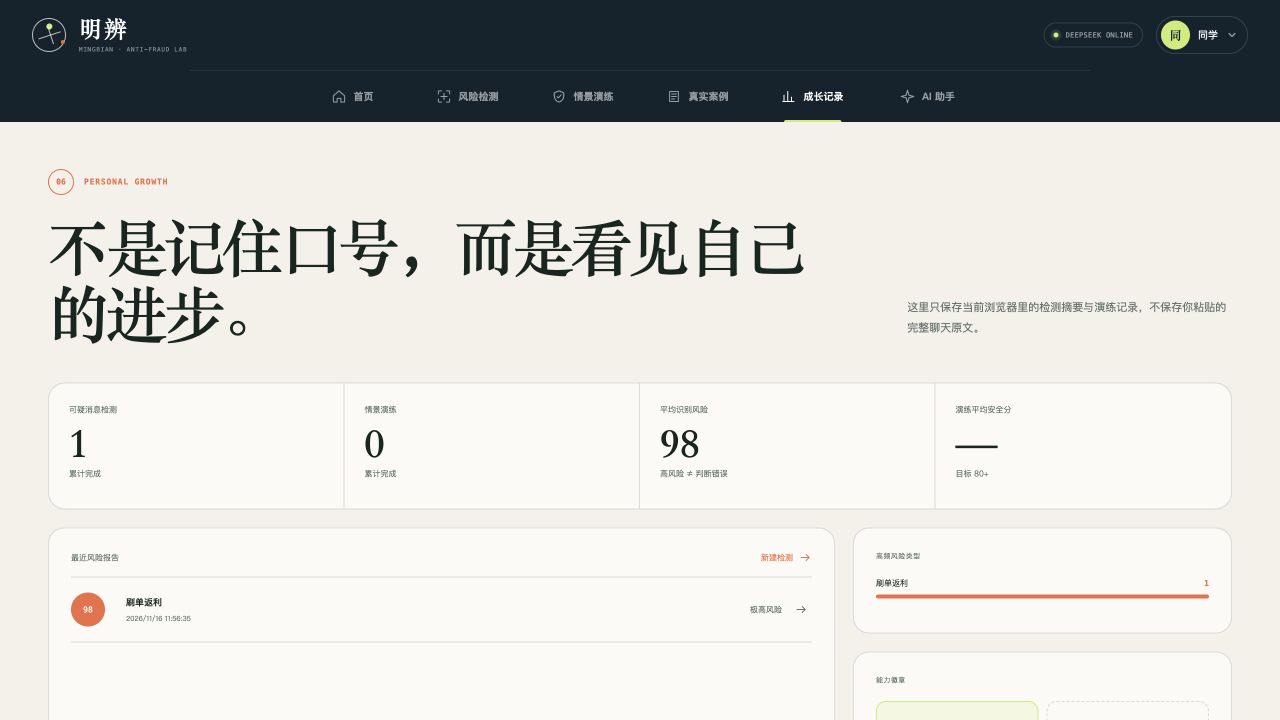 明辨
MINGBIAN · ANTI-FRAUD LAB
DEEPSEEK ONLINE
同
同学
首页
风险检测
情景演练
真实案例
成长记录
AI 助手
06
PERSONAL GROWTH
不是记住口号，而是看见自己
的进步。
这里只保存当前浏览器里的检测摘要与演练记录，不保存你粘贴的
完整聊天原文。
可疑消息检测
1
累计完成
情景演练
0
累计完成
平均识别风险
98
高风险 ≠ 判断错误
演练平均安全分
—
目标 80+
最近风险报告
新建检测 →
98
刷单返利
2026/11/16 11:56:35
极高风险 →
高频风险类型
刷单返利
1
能力徽章